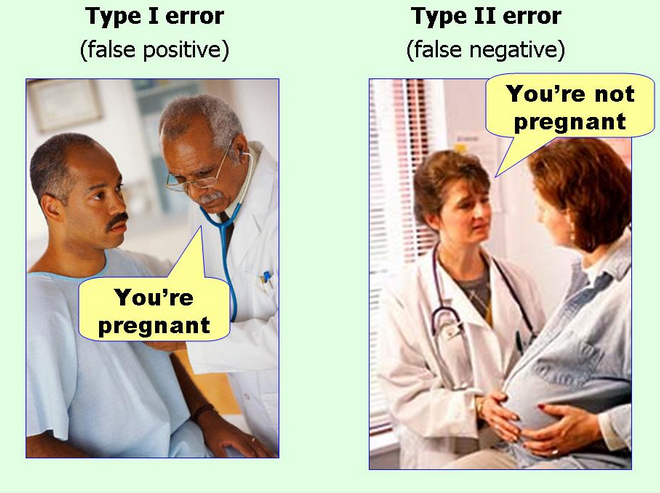 Type I error
(false positive)
You're
pregnant
Type II error
(false negative)
You're not
pregnant